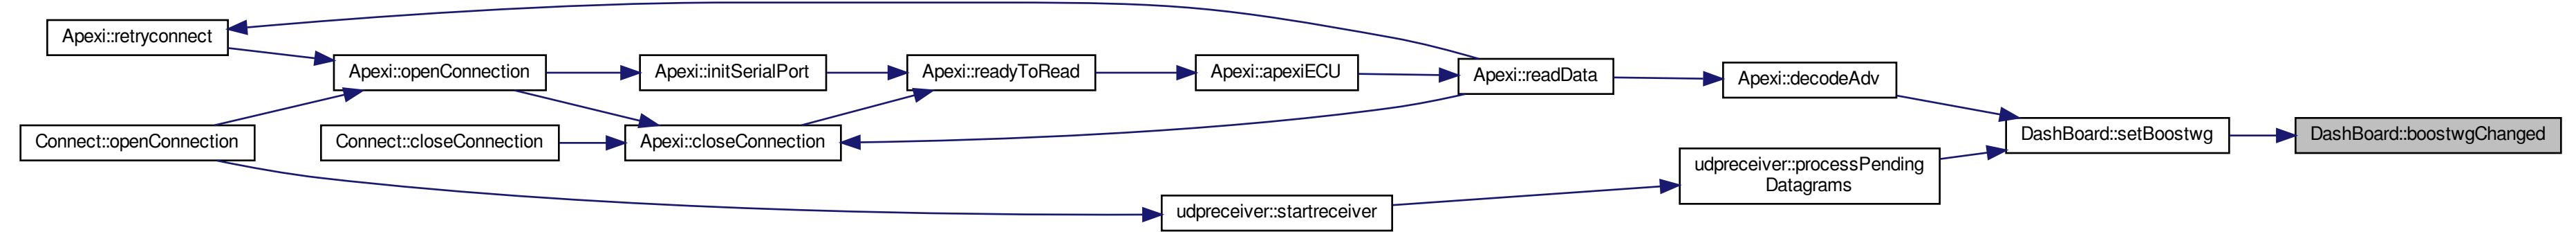 Apexi::retryconnect
Apexi::openConnection
Apexi::initSerialPort
Apexi::readyToRead
Apexi::apexiECU
Apexi::readData
Apexi::decodeAdv
Connect::openConnection
Connect::closeConnection
Apexi::closeConnection
DashBoard::setBoostwg
DashBoard::boostwgChanged
udpreceiver::processPending
Datagrams
udpreceiver::startreceiver